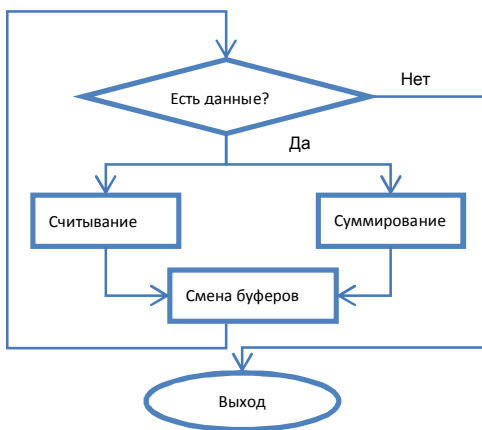 Есть данные?
Нет
Да
Считывание
Суммирование
Смена буферов
Выход